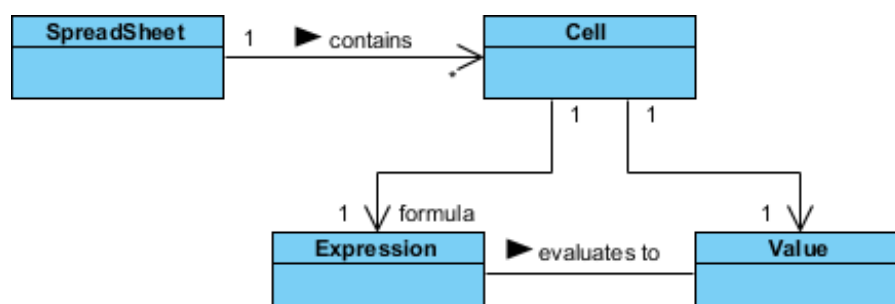 SpreadSheet
1
contains
*
Cell
1
1
1
formula
1
Expression
evaluates to
Value